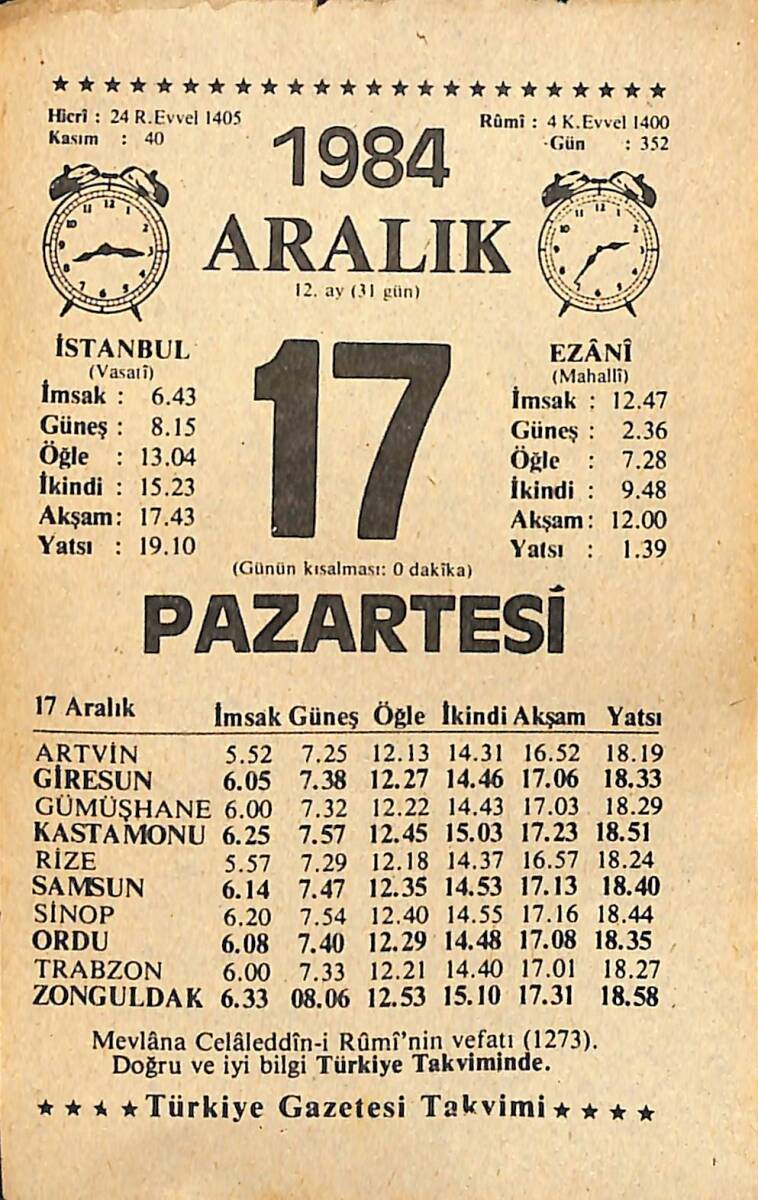 Hicrî : 24 R.Evvel 1405
Kasım : 40
1984
Rûmî : 4 K.Evvel 1400
Gün : 352
ARALIK
12. ay (31 gün)
İSTANBUL
(Vasatî)
İmsak : 6.43
Güneş : 8.15
Öğle : 13.04
İkindi : 15.23
Akşam: 17.43
Yatsı : 19.10
17
EZÂNÎ
(Mahallî)
İmsak : 12.47
Güneş : 2.36
Öğle : 7.28
İkindi : 9.48
Akşam: 12.00
Yatsı : 1.39
(Günün kısalması: 0 dakîka)
PAZARTESİ
17 Aralık İmsak Güneş Öğle İkindi Akşam Yatsı
ARTVİN 5.52 7.25 12.13 14.31 16.52 18.19
GİRESUN 6.05 7.38 12.27 14.46 17.06 18.33
GÜMÜŞHANE 6.00 7.32 12.22 14.43 17.03 18.29
KASTAMONU 6.25 7.57 12.45 15.03 17.23 18.51
RİZE 5.57 7.29 12.18 14.37 16.57 18.24
SAMSUN 6.14 7.47 12.35 14.53 17.13 18.40
SİNOP 6.20 7.54 12.40 14.55 17.16 18.44
ORDU 6.08 7.40 12.29 14.48 17.08 18.35
TRABZON 6.00 7.33 12.21 14.40 17.01 18.27
ZONGULDAK 6.33 08.06 12.53 15.10 17.31 18.58
Mevlâna Celâleddîn-i Rûmî'nin vefatı (1273).
Doğru ve iyi bilgi Türkiye Takviminde.
★ ★ ★ ★ Türkiye Gazetesi Takvimi ★ ★ ★ ★